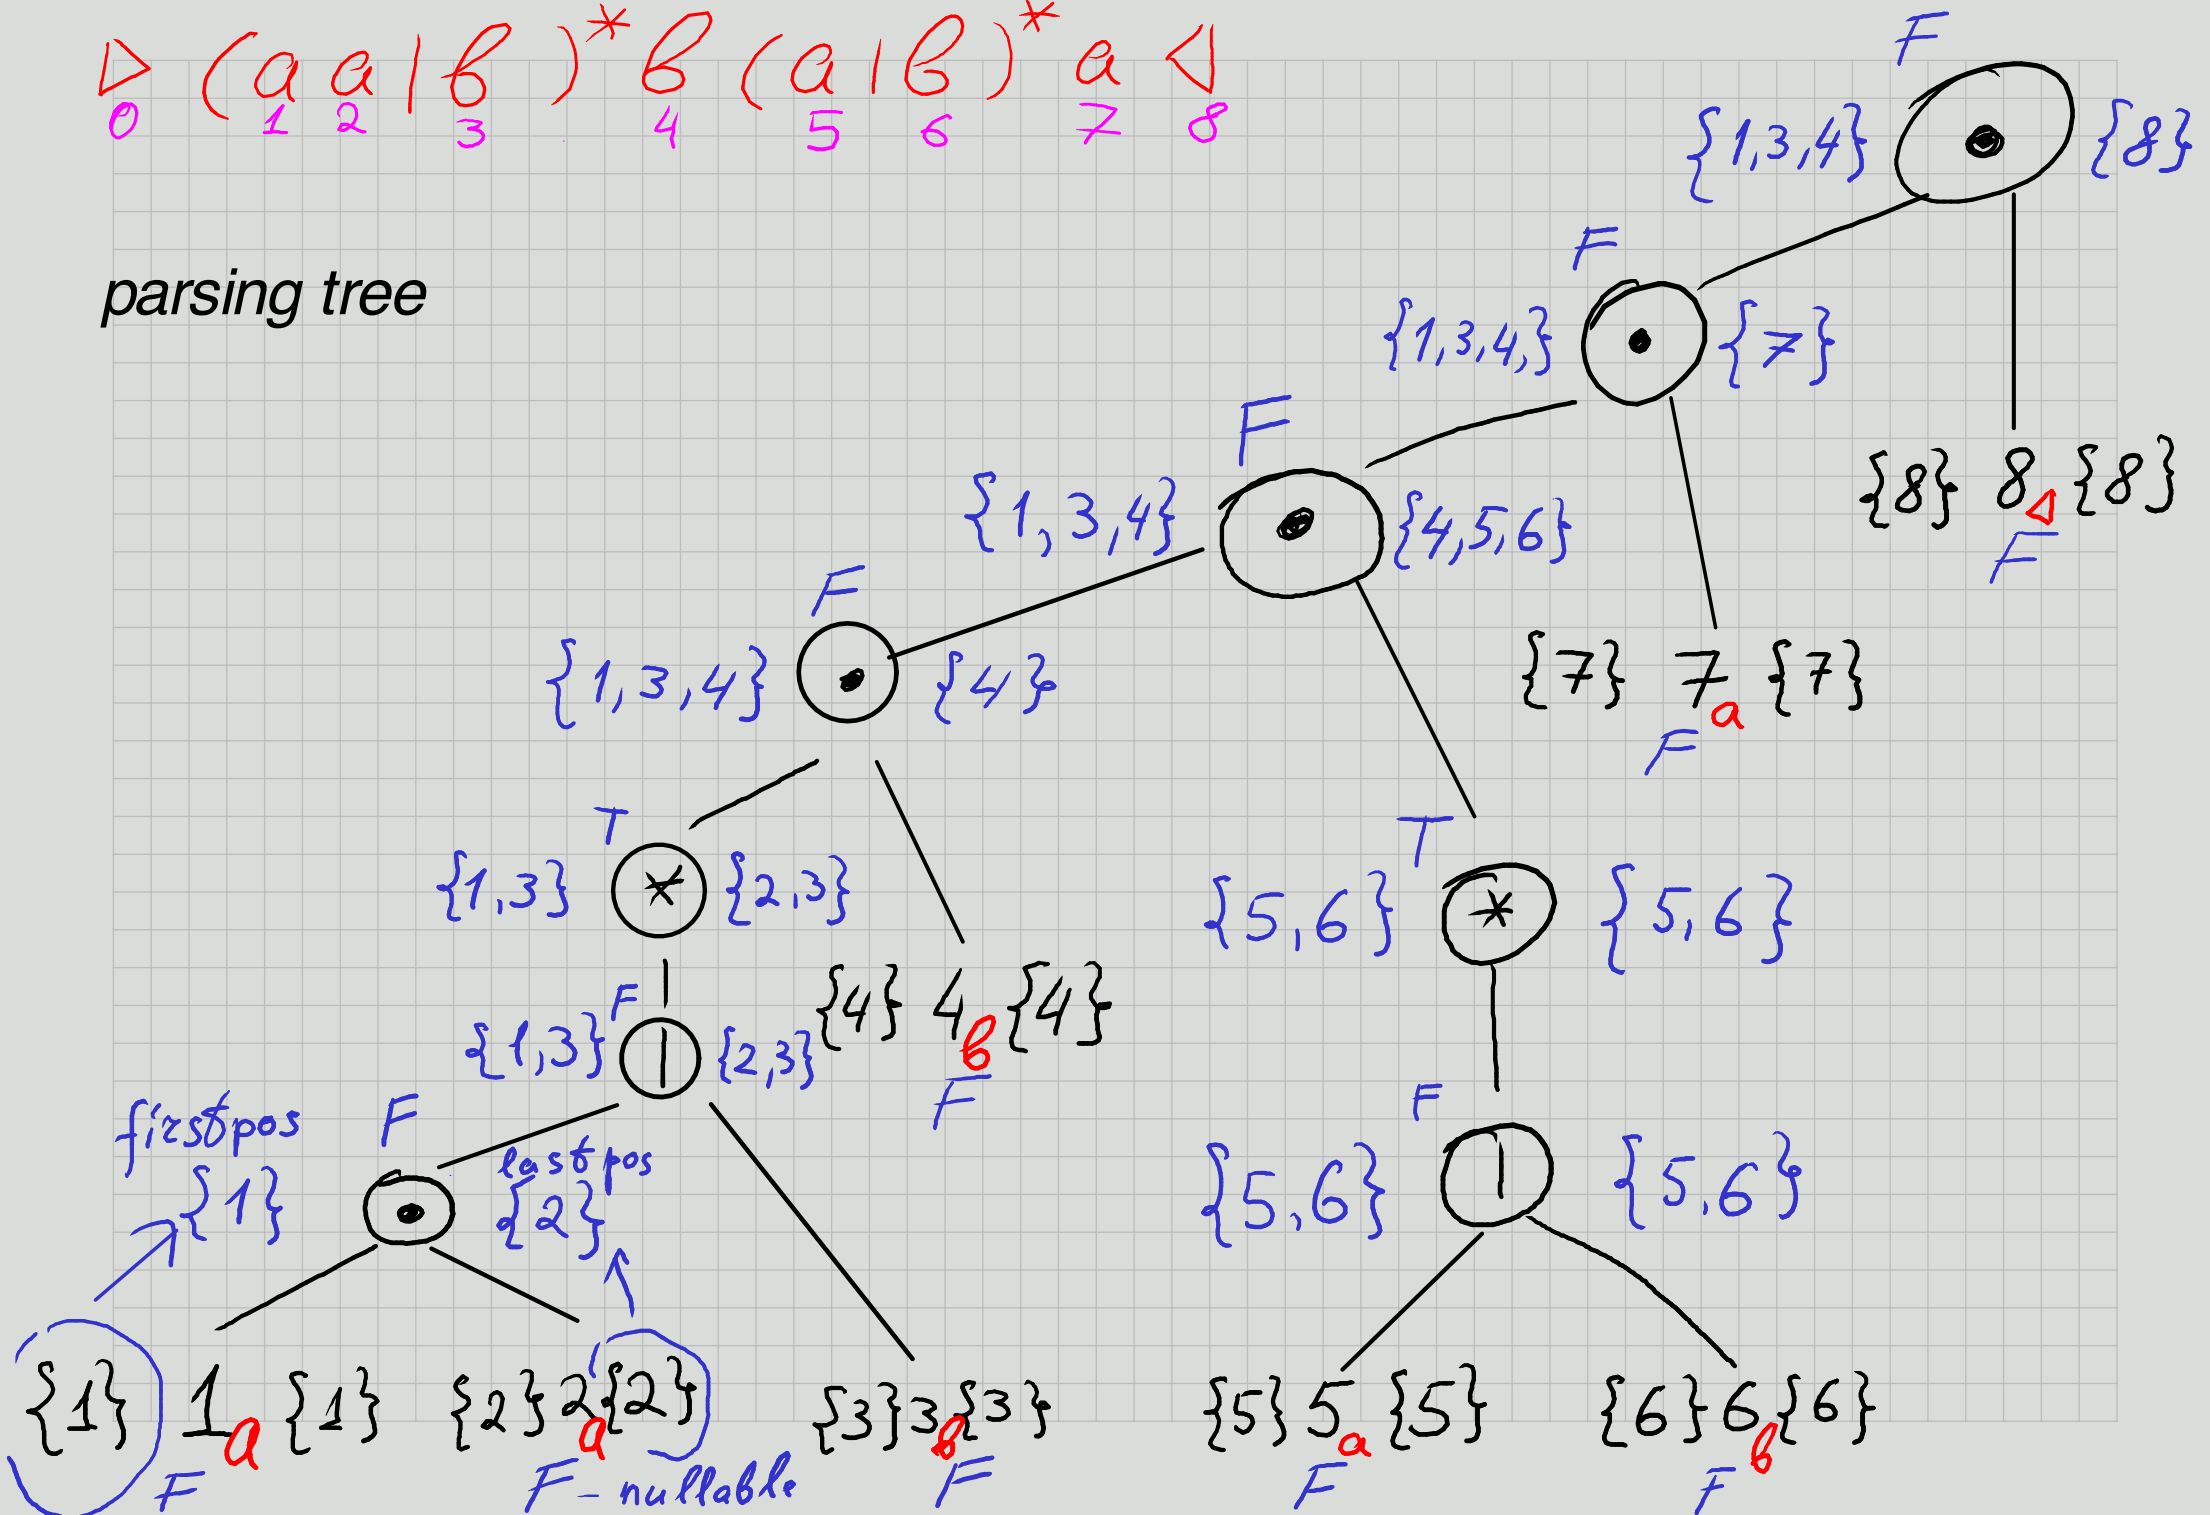 ▷ (a a | b)* b (a | b)* a ◁
0 1 2 3 4 5 6 7 8
F
{1,3,4} • {8}
parsing tree
F
{1,3,4,} • {7}
F
{8} 8 ◁ {8}
F
{1,3,4} • {4,5,6}
F
{1,3,4} • {4}
{7} 7 a {7}
F
T
{1,3} * {2,3}
T
{5,6} * {5,6}
{4} 4 b {4}
F
F
{1,3} | {2,3}
F
{5,6} | {5,6}
firstpos
F
lastpos
{1} • {2}
{1} 1 a {1}
F
{2} 2 a {2}
F - nullable
{3} 3 b {3}
F
{5} 5 a {5}
F
{6} 6 b {6}
F